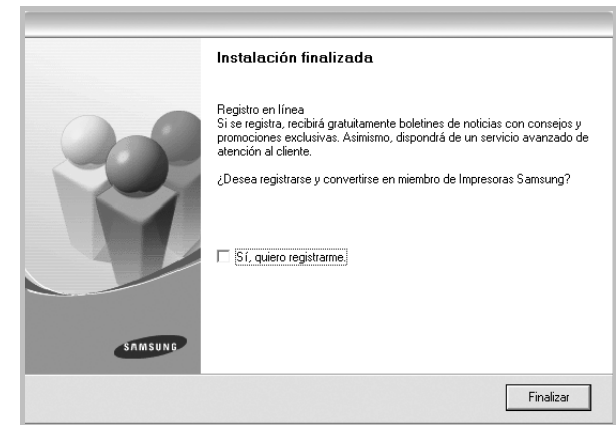 Instalación finalizada
Registro en línea
Si se registra, recibirá gratuitamente boletines de noticias con consejos y
promociones exclusivas. Asimismo, dispondrá de un servicio avanzado de
atención al cliente.
¿Desea registrarse y convertirse en miembro de Impresoras Samsung?
Sí, quiero registrarme.
SAMSUNG
Finalizar